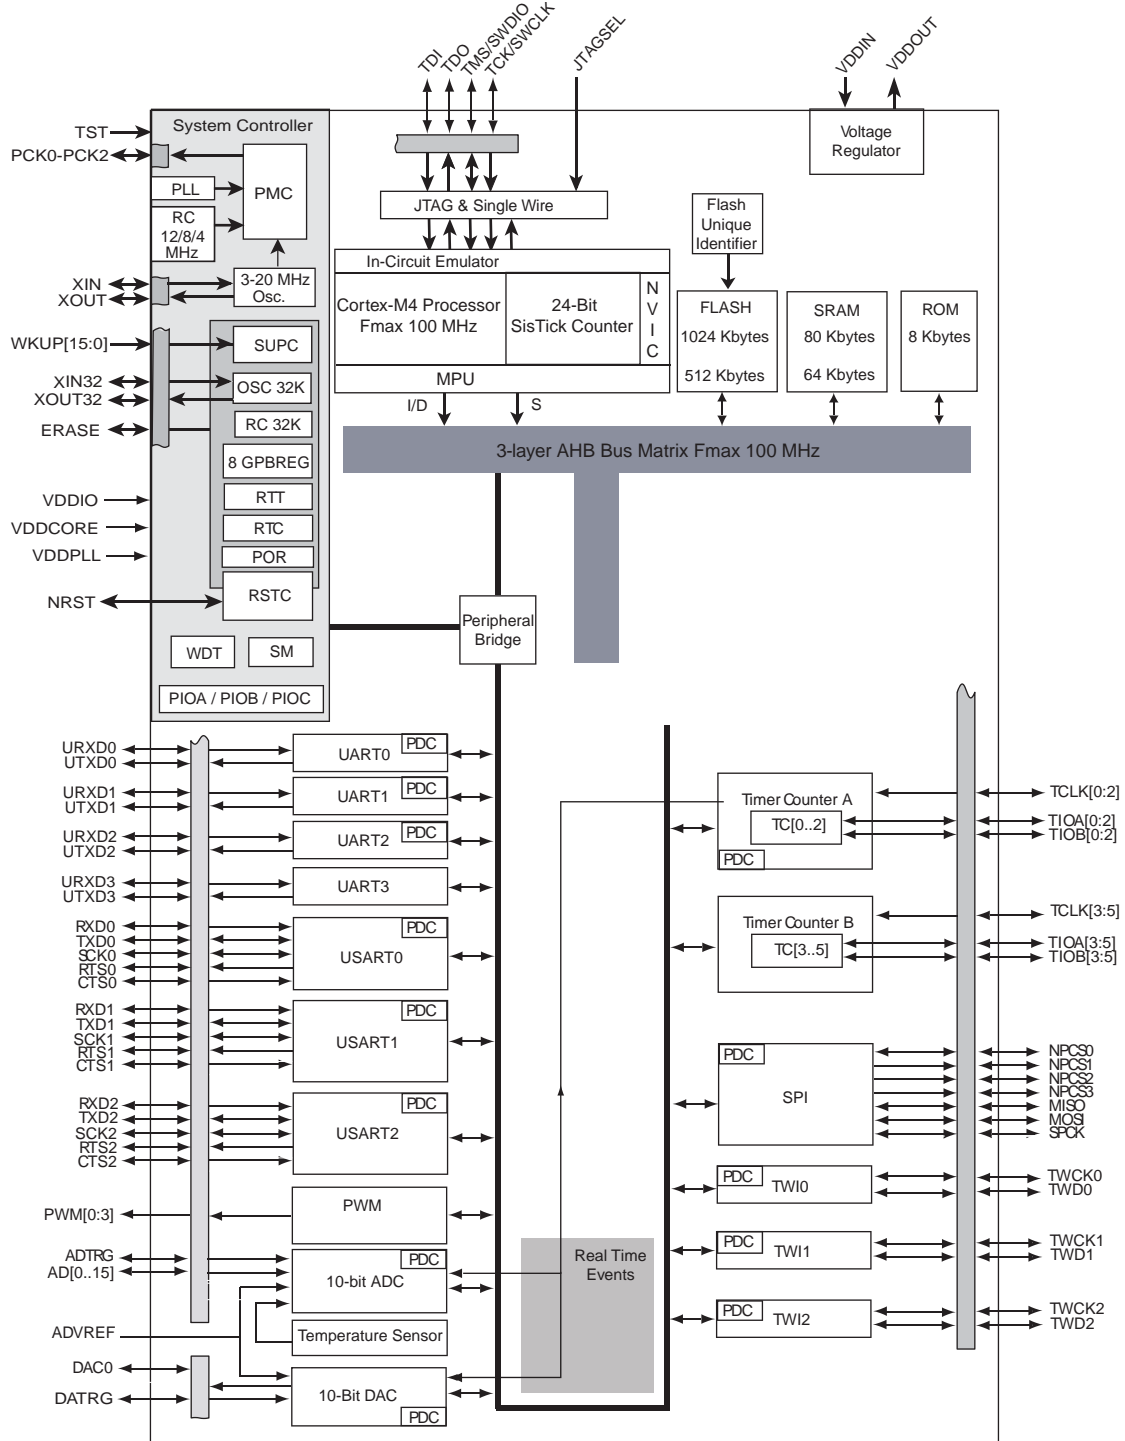 TDI
TDO
TMS/SWDIO
TCK/SWCLK
JTAGSEL
VDDIN
VDDOUT
System Controller
TST
PCK0-PCK2
PLL
PMC
RC
12/8/4
MHz
XIN
XOUT
3-20 MHz
Osc.
WKUP[15:0]
SUPC
XIN32
XOUT32
OSC 32K
ERASE
RC 32K
8 GPBREG
VDDIO
RTT
VDDCORE
RTC
VDDPLL
POR
NRST
RSTC
WDT
SM
PIOA / PIOB / PIOC
Voltage
Regulator
JTAG & Single Wire
Flash
Unique
Identifier
In-Circuit Emulator
Cortex-M4 Processor
Fmax 100 MHz
24-Bit
SisTick Counter
N
V
I
C
MPU
FLASH
1024 Kbytes
512 Kbytes
SRAM
80 Kbytes
64 Kbytes
ROM
8 Kbytes
I/D
S
3-layer AHB Bus Matrix Fmax 100 MHz
Peripheral
Bridge
URXD0
UTXD0
UART0
PDC
URXD1
UTXD1
UART1
PDC
URXD2
UTXD2
UART2
PDC
URXD3
UTXD3
UART3
RXD0
TXD0
SCK0
RTS0
CTS0
USART0
PDC
RXD1
TXD1
SCK1
RTS1
CTS1
USART1
PDC
RXD2
TXD2
SCK2
RTS2
CTS2
USART2
PDC
PWM[0:3]
PWM
ADTRG
AD[0..15]
10-bit ADC
PDC
ADVREF
Temperature Sensor
DAC0
DATRG
10-Bit DAC
PDC
Real Time
Events
Timer Counter A
TC[0..2]
PDC
TCLK[0:2]
TIOA[0:2]
TIOB[0:2]
Timer Counter B
TC[3..5]
TCLK[3:5]
TIOA[3:5]
TIOB[3:5]
PDC
SPI
NPCS0
NPCS1
NPCS2
NPCS3
MISO
MOSI
SPCK
PDC
TWI0
TWCK0
TWD0
PDC
TWI1
TWCK1
TWD1
PDC
TWI2
TWCK2
TWD2